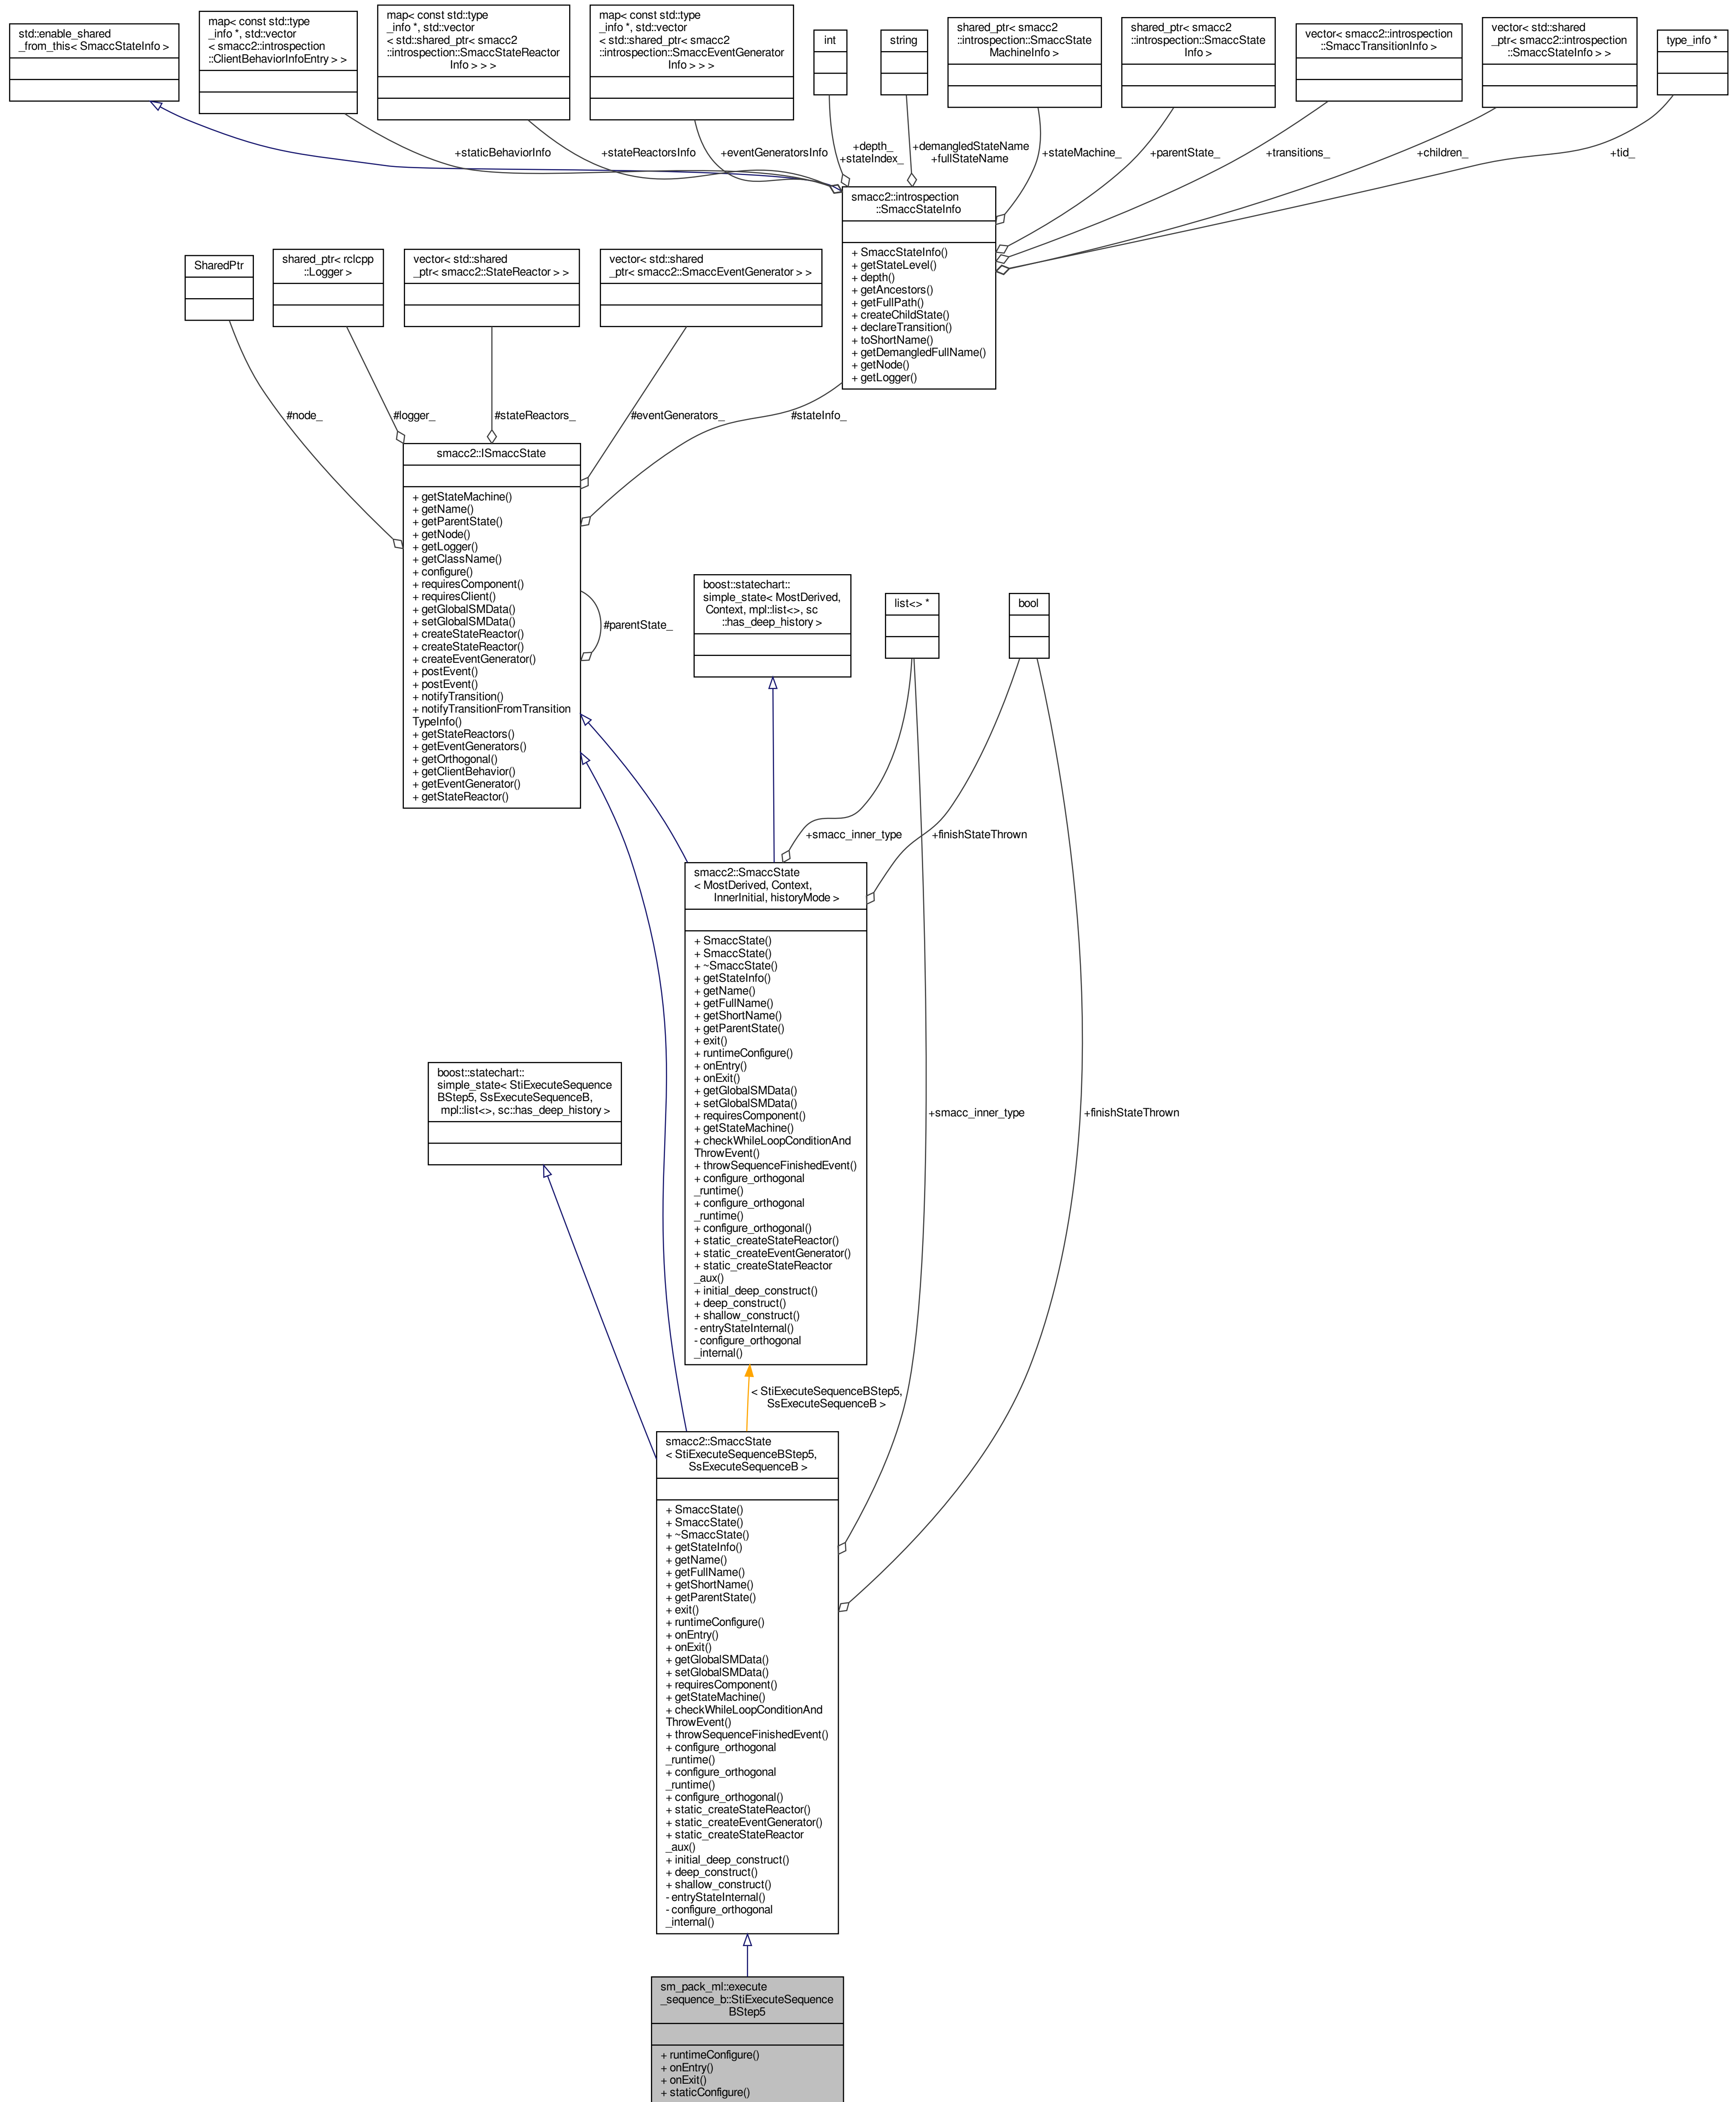 std::enable_shared
_from_this< SmaccStateInfo >
map< const std::type
_info *, std::vector
< smacc2::introspection
::ClientBehaviorInfoEntry > >
map< const std::type
_info *, std::vector
< std::shared_ptr< smacc2
::introspection::SmaccStateReactor
Info > > >
map< const std::type
_info *, std::vector
< std::shared_ptr< smacc2
::introspection::SmaccEventGenerator
Info > > >
int
string
shared_ptr< smacc2
::introspection::SmaccState
MachineInfo >
shared_ptr< smacc2
::introspection::SmaccState
Info >
vector< smacc2::introspection
::SmaccTransitionInfo >
vector< std::shared
_ptr< smacc2::introspection
::SmaccStateInfo > >
type_info *
+staticBehaviorInfo
+stateReactorsInfo
+eventGeneratorsInfo
+depth_
+stateIndex_
+demangledStateName
+fullStateName
+stateMachine_
+parentState_
+transitions_
+children_
+tid_
smacc2::introspection
::SmaccStateInfo
+ SmaccStateInfo()
+ getStateLevel()
+ depth()
+ getAncestors()
+ getFullPath()
+ createChildState()
+ declareTransition()
+ toShortName()
+ getDemangledFullName()
+ getNode()
+ getLogger()
SharedPtr
shared_ptr< rclcpp
::Logger >
vector< std::shared
_ptr< smacc2::StateReactor > >
vector< std::shared
_ptr< smacc2::SmaccEventGenerator > >
#node_
#logger_
#stateReactors_
#eventGenerators_
#stateInfo_
smacc2::ISmaccState
+ getStateMachine()
+ getName()
+ getParentState()
+ getNode()
+ getLogger()
+ getClassName()
+ configure()
+ requiresComponent()
+ requiresClient()
+ getGlobalSMData()
+ setGlobalSMData()
+ createStateReactor()
+ createStateReactor()
+ createEventGenerator()
+ postEvent()
+ postEvent()
+ notifyTransition()
+ notifyTransitionFromTransition
TypeInfo()
+ getStateReactors()
+ getEventGenerators()
+ getOrthogonal()
+ getClientBehavior()
+ getEventGenerator()
+ getStateReactor()
#parentState_
boost::statechart::
simple_state< MostDerived,
Context, mpl::list<>, sc
::has_deep_history >
list<> *
bool
+smacc_inner_type
+finishStateThrown
smacc2::SmaccState
< MostDerived, Context,
InnerInitial, historyMode >
+ SmaccState()
+ SmaccState()
+ ~SmaccState()
+ getStateInfo()
+ getName()
+ getFullName()
+ getShortName()
+ getParentState()
+ exit()
+ runtimeConfigure()
+ onEntry()
+ onExit()
+ getGlobalSMData()
+ setGlobalSMData()
+ requiresComponent()
+ getStateMachine()
+ checkWhileLoopConditionAnd
ThrowEvent()
+ throwSequenceFinishedEvent()
+ configure_orthogonal
_runtime()
+ configure_orthogonal
_runtime()
+ configure_orthogonal()
+ static_createStateReactor()
+ static_createEventGenerator()
+ static_createStateReactor
_aux()
+ initial_deep_construct()
+ deep_construct()
+ shallow_construct()
- entryStateInternal()
- configure_orthogonal
_internal()
boost::statechart::
simple_state< StiExecuteSequence
BStep5, SsExecuteSequenceB,
mpl::list<>, sc::has_deep_history >
+smacc_inner_type
+finishStateThrown
< StiExecuteSequenceBStep5,
SsExecuteSequenceB >
smacc2::SmaccState
< StiExecuteSequenceBStep5,
SsExecuteSequenceB >
+ SmaccState()
+ SmaccState()
+ ~SmaccState()
+ getStateInfo()
+ getName()
+ getFullName()
+ getShortName()
+ getParentState()
+ exit()
+ runtimeConfigure()
+ onEntry()
+ onExit()
+ getGlobalSMData()
+ setGlobalSMData()
+ requiresComponent()
+ getStateMachine()
+ checkWhileLoopConditionAnd
ThrowEvent()
+ throwSequenceFinishedEvent()
+ configure_orthogonal
_runtime()
+ configure_orthogonal
_runtime()
+ configure_orthogonal()
+ static_createStateReactor()
+ static_createEventGenerator()
+ static_createStateReactor
_aux()
+ initial_deep_construct()
+ deep_construct()
+ shallow_construct()
- entryStateInternal()
- configure_orthogonal
_internal()
sm_pack_ml::execute
_sequence_b::StiExecuteSequence
BStep5
+ runtimeConfigure()
+ onEntry()
+ onExit()
+ staticConfigure()